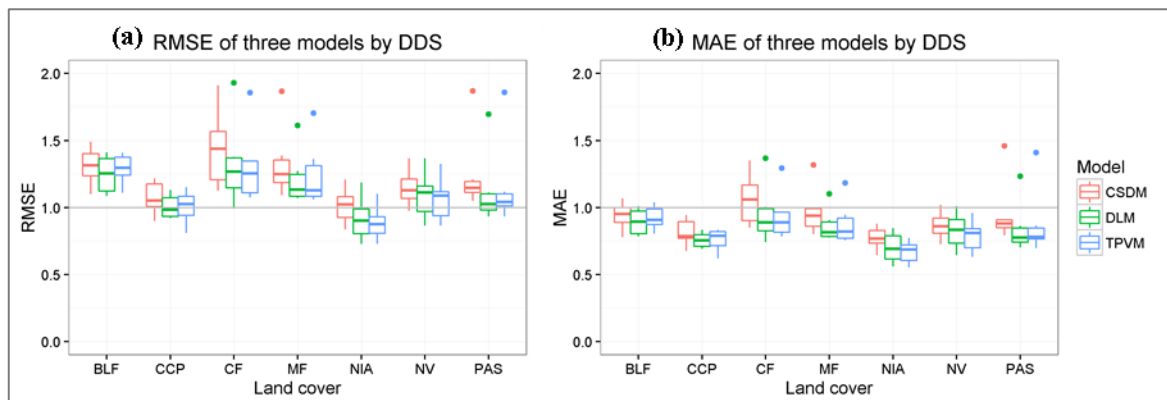 (a) RMSE of three models by DDS
2.0
1.5
1.0
0.5
0.0
RMSE
BLF CCP CF MF NIA NV PAS
Land cover
(b) MAE of three models by DDS
2.0
1.5
1.0
0.5
0.0
MAE
BLF CCP CF MF NIA NV PAS
Land cover
Model
CSDM
DLM
TPVM